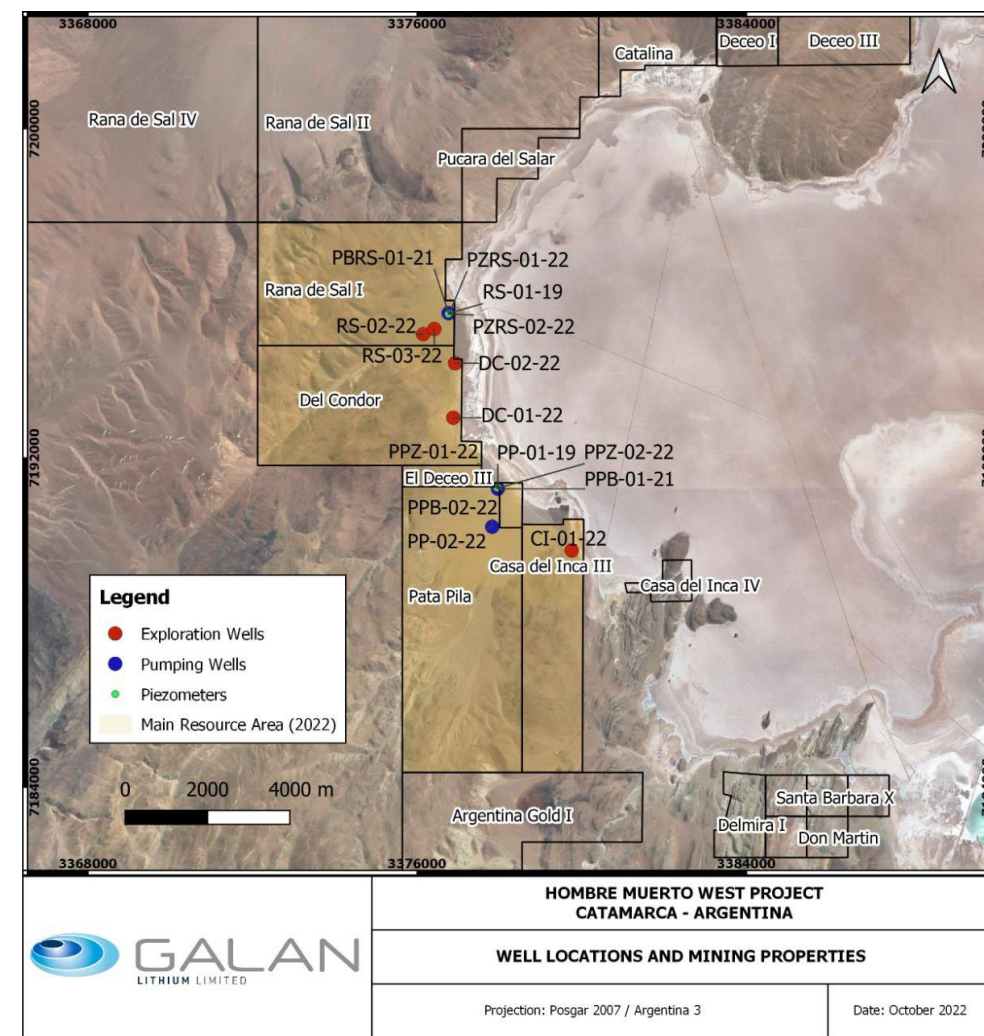 3368000
3376000
3384000
Catalina
Deceo I
Deceo III
7200000
Rana de Sal IV
Rana de Sal II
Pucara del Salar
PBRS-01-21
PZRS-01-22
Rana de Sal I
RS-01-19
RS-02-22
PZRS-02-22
RS-03-22
DC-02-22
Del Condor
DC-01-22
7192000
PPZ-01-22
PP-01-19
PPZ-02-22
El Deceo III
PPB-01-21
PPB-02-22
PP-02-22
CI-01-22
Casa del Inca III
Casa del Inca IV
Pata Pila
Legend
Exploration Wells
Pumping Wells
Piezometers
Main Resource Area (2022)
0 2000 4000 m
7184000
Argentina Gold I
Santa Barbara X
Delmira I
Don Martin
3368000
3376000
3384000
GALAN
LITHIUM LIMITED
HOMBRE MUERTO WEST PROJECT
CATAMARCA - ARGENTINA
WELL LOCATIONS AND MINING PROPERTIES
Projection: Posgar 2007 / Argentina 3
Date: October 2022